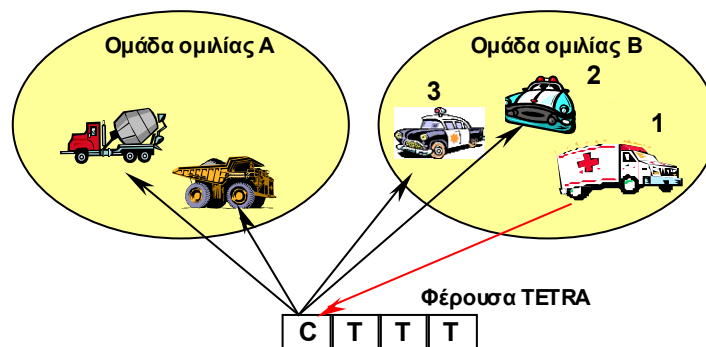 Ομάδα ομιλίας Α
Ομάδα ομιλίας Β
3
2
1
Φέρουσα TETRA
C T T T